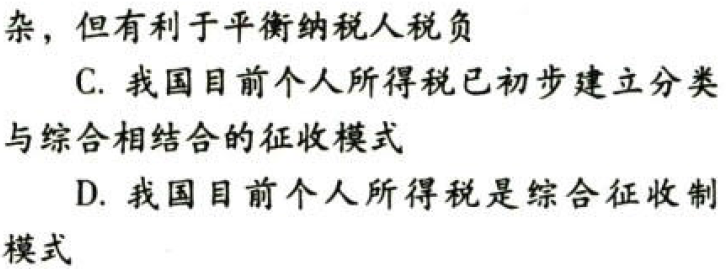 杂，但有利于平衡纳税人税负
C. 我国目前个人所得税已初步建立分类
与综合相结合的征收模式
D. 我国目前个人所得税是综合征收制
模式